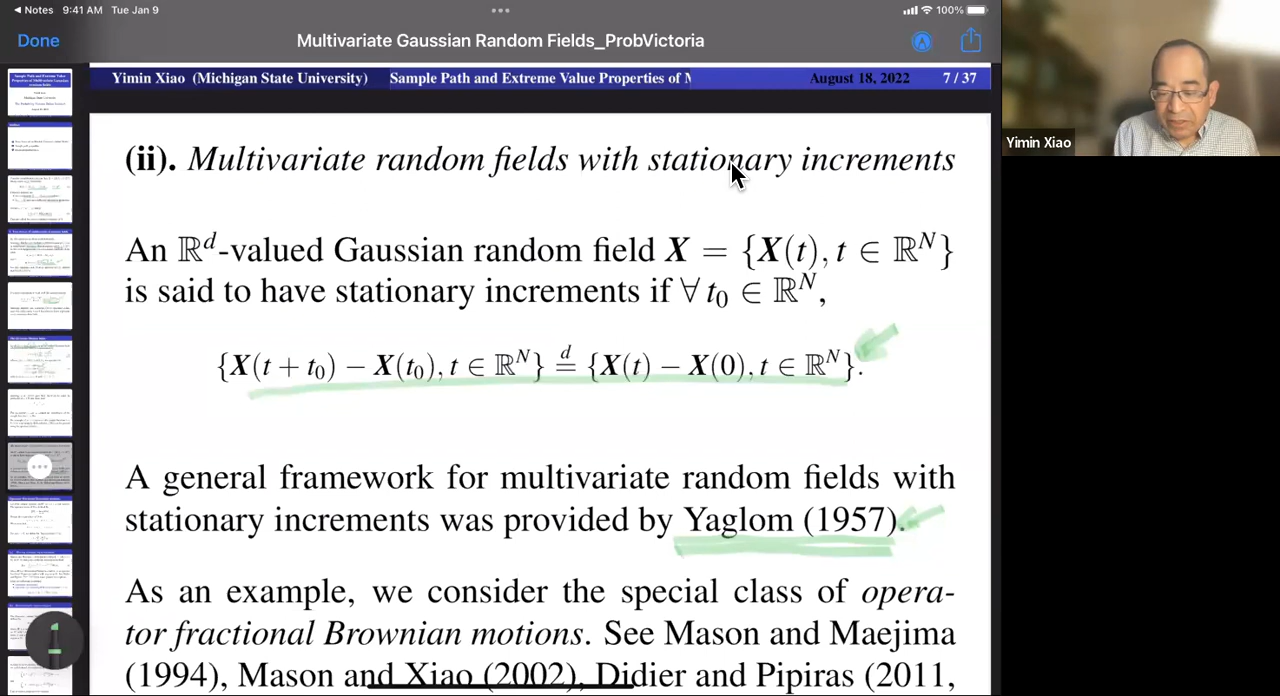 ◀ Notes 9:41 AM Tue Jan 9 100%
Done Multivariate Gaussian Random Fields_ProbVictoria
Yimin Xiao (Michigan State University) Sample Path and Extreme Value Properties of August 18, 2022 7 / 37
(ii). Multivariate random fields with stationary increments
An ℝ^d-valued Gaussian random field X = {X(t), t ∈ ℝ^N}
is said to have stationary increments if ∀ t₀ ∈ ℝ^N,
{X(t + t₀) − X(t₀), t ∈ ℝ^N} =^d {X(t) − X(0), t ∈ ℝ^N}.
A general framework for multivariate random fields with
stationary increments was provided by Yaglom (1957).
As an example, we consider the special class of opera-
tor fractional Brownian motions. See Mason and Maejima
(1994), Mason and Xiao (2002), Didier and Pipiras (2011,
Yimin Xiao